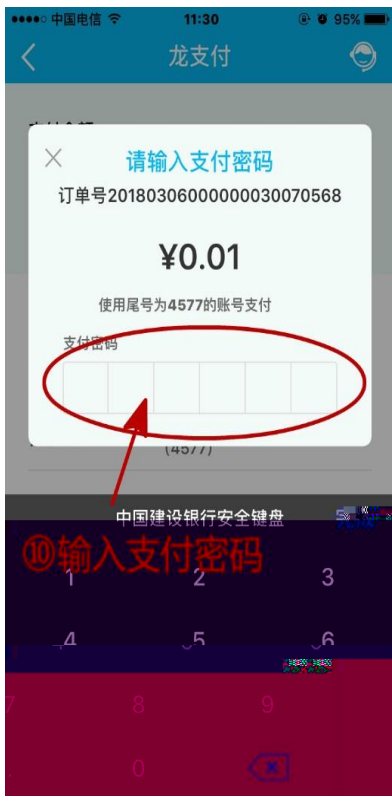 中国电信 11:30 95%
龙支付
请输入支付密码
订单号20180306000000030070568
¥0.01
使用尾号为4577的账号支付
支付密码
(4577)
中国建设银行安全键盘
⑩输入支付密码
1 2 3
4 5 6
7 8 9
0